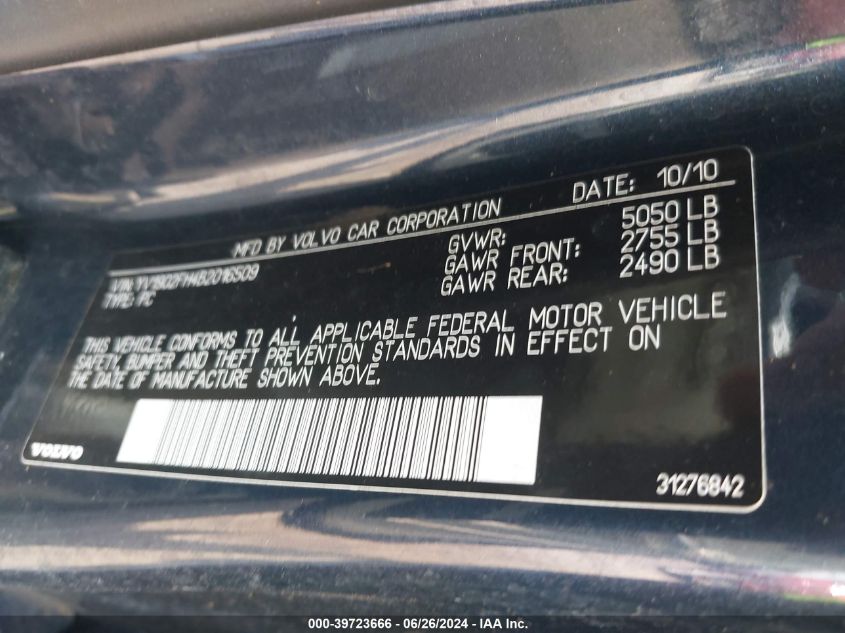 MFD BY VOLVO CAR CORPORATION DATE: 10/10
VIN: YV1902FH4B2016509 GVWR: 5050 LB
TYPE: PC GAWR FRONT: 2755 LB
GAWR REAR: 2490 LB
THIS VEHICLE CONFORMS TO ALL APPLICABLE FEDERAL MOTOR VEHICLE
SAFETY, BUMPER AND THEFT PREVENTION STANDARDS IN EFFECT ON
THE DATE OF MANUFACTURE SHOWN ABOVE.
VOLVO 31276842
000-39723666 - 06/26/2024 - IAA Inc.